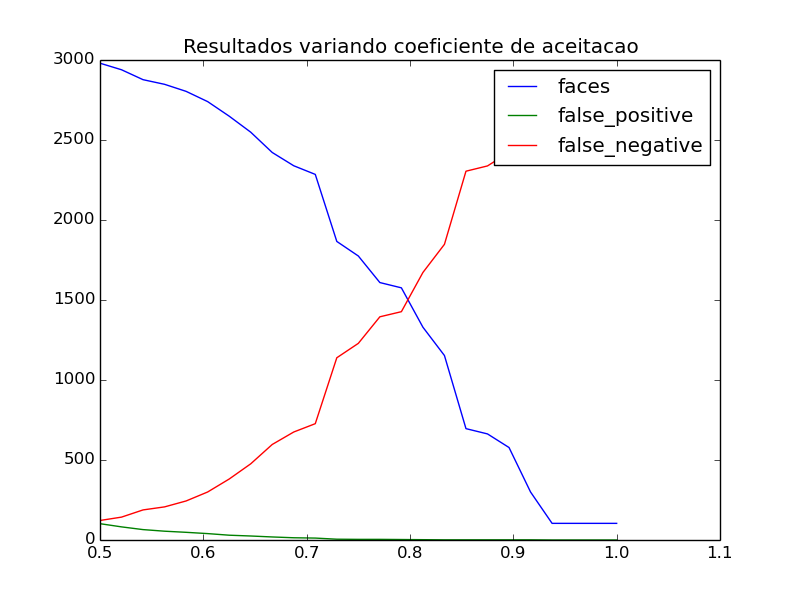 Resultados variando coeficiente de aceitacao
3000
2500
2000
1500
1000
500
0
faces
false_positive
false_negative
0.5 0.6 0.7 0.8 0.9 1.0 1.1